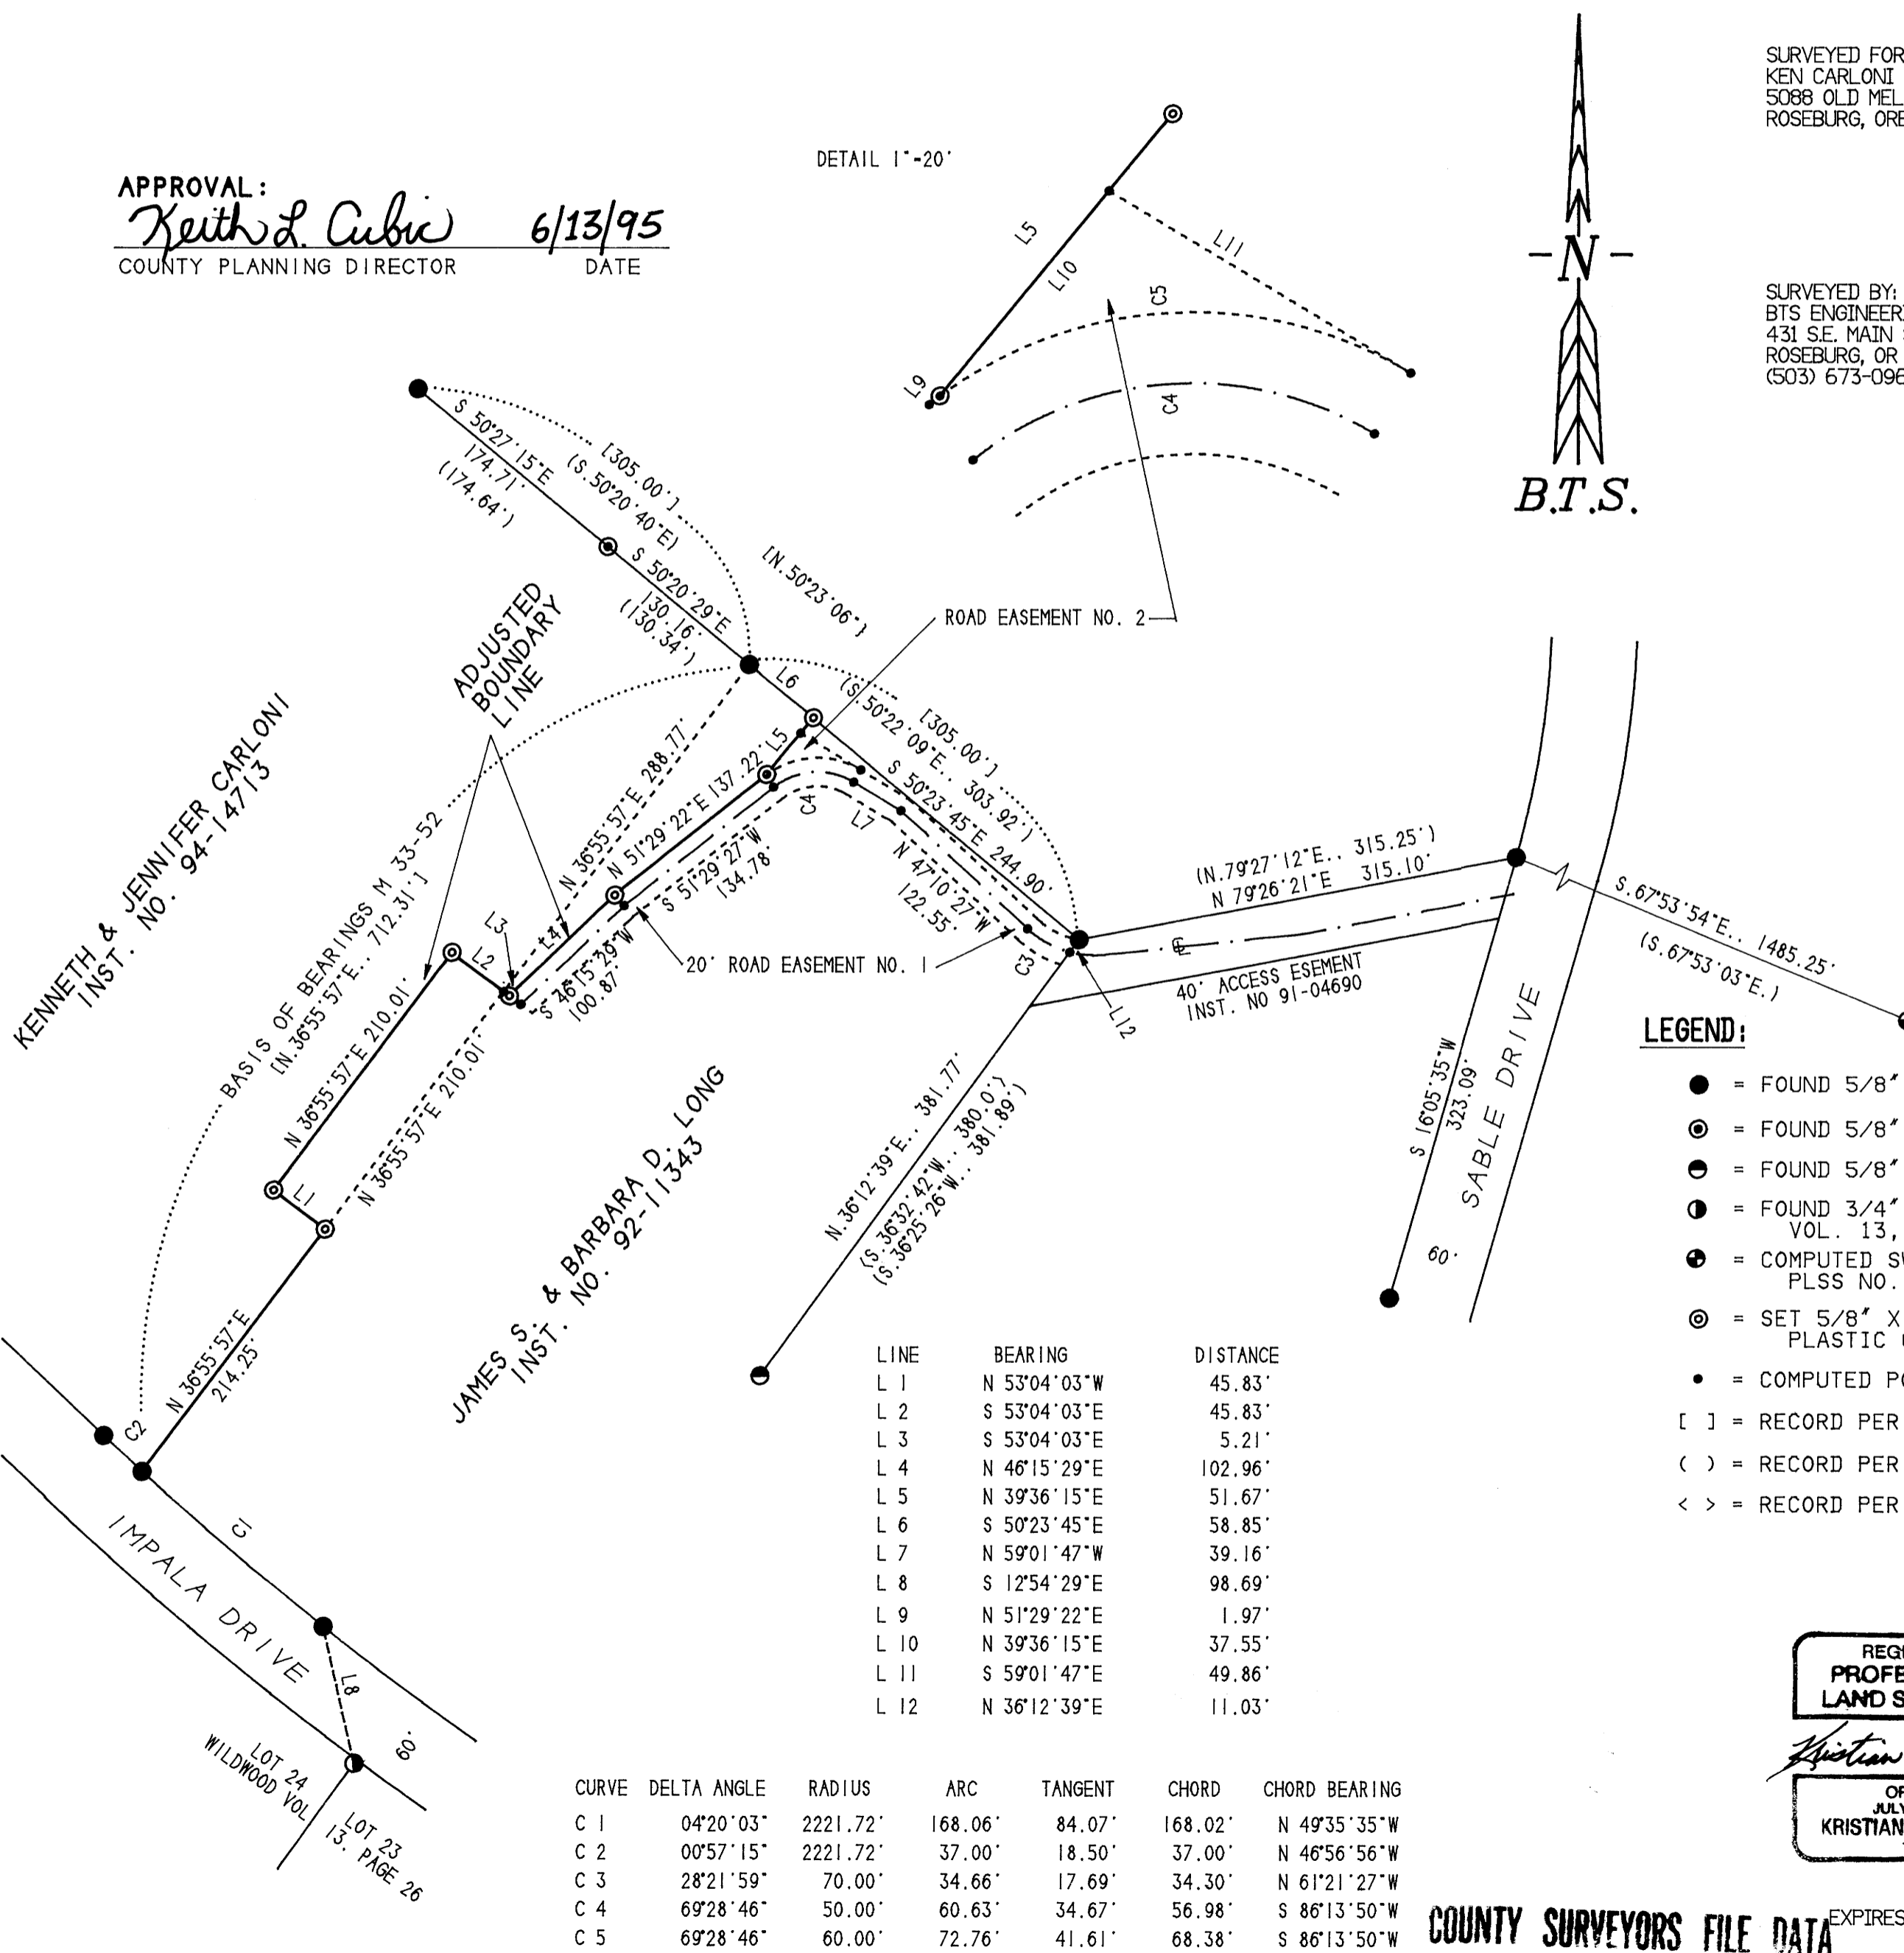 SURVEYED FOR
KEN CARLONI
5088 OLD MEL
ROSEBURG, ORE
DETAIL 1"-20'
APPROVAL:
Keith L. Cubic 6/13/95
COUNTY PLANNING DIRECTOR DATE
L5
L10
L11
C5
C4
L9
-N-
B.T.S.
SURVEYED BY:
BTS ENGINEER
431 S.E. MAIN
ROSEBURG, OR
(503) 673-096
S 50°27'15"E
174.71'
(174.64')
[305.00']
(S.50°20'40"E)
S 50°20'29"E
130.16'
(130.34')
[N.50°23'06"]
ROAD EASEMENT NO. 2
ADJUSTED
BOUNDARY
LINE
L6
(S.50°22'09"E., 303.92')
[305.00']
S 50°23'45"E 244.90'
L5
N 36°55'57"E 288.77'
N 51°29'22"E 137.22'
S 51°29'27"W
134.78'
C4
L7
N 47°10'27"W
122.55'
C3
L12
20' ROAD EASEMENT NO. 1
L3
L2
L4
S 46°15'29"W
100.87'
KENNETH & JENNIFER CARLONI
INST. NO. 94-14713
BASIS OF BEARINGS M 33-52
[N.36°55'57"E., 712.31']
N 36°55'57"E 210.01'
N 36°55'57"E 210.01'
L1
N 36°55'57"E
214.25'
JAMES S. & BARBARA D. LONG
INST. NO. 92-11343
(N.79°27'12"E., 315.25')
N 79°26'21"E 315.10'
℄
40' ACCESS ESEMENT
INST. NO 91-04690
S.67°53'54"E., 1485.25'
(S.67°53'03"E.)
N.36°12'39"E., 381.77'
<S.36°32'42"W., 380.0'>
(S.36°25'26"W., 381.89')
S 16°05'35"W
323.09'
SABLE DRIVE
60'
LEGEND:
= FOUND 5/8"
= FOUND 5/8"
= FOUND 5/8"
= FOUND 3/4"
VOL. 13,
= COMPUTED SW
PLSS NO.
= SET 5/8" X
PLASTIC
= COMPUTED PO
[ ] = RECORD PER
( ) = RECORD PER
< > = RECORD PER
C2
C1
IMPALA DRIVE
L8
60'
LOT 24
WILDWOOD VOL
LOT 23
13. PAGE 26
LINE BEARING DISTANCE
L 1 N 53°04'03"W 45.83'
L 2 S 53°04'03"E 45.83'
L 3 S 53°04'03"E 5.21'
L 4 N 46°15'29"E 102.96'
L 5 N 39°36'15"E 51.67'
L 6 S 50°23'45"E 58.85'
L 7 N 59°01'47"W 39.16'
L 8 S 12°54'29"E 98.69'
L 9 N 51°29'22"E 1.97'
L 10 N 39°36'15"E 37.55'
L 11 S 59°01'47"E 49.86'
L 12 N 36°12'39"E 11.03'
CURVE DELTA ANGLE RADIUS ARC TANGENT CHORD CHORD BEARING
C 1 04°20'03" 2221.72' 168.06' 84.07' 168.02' N 49°35'35"W
C 2 00°57'15" 2221.72' 37.00' 18.50' 37.00' N 46°56'56"W
C 3 28°21'59" 70.00' 34.66' 17.69' 34.30' N 61°21'27"W
C 4 69°28'46" 50.00' 60.63' 34.67' 56.98' S 86°13'50"W
C 5 69°28'46" 60.00' 72.76' 41.61' 68.38' S 86°13'50"W
REGI
PROFE
LAND S
Kristian
OR
JULY
KRISTIAN
EXPIRES
COUNTY SURVEYORS FILE DATA